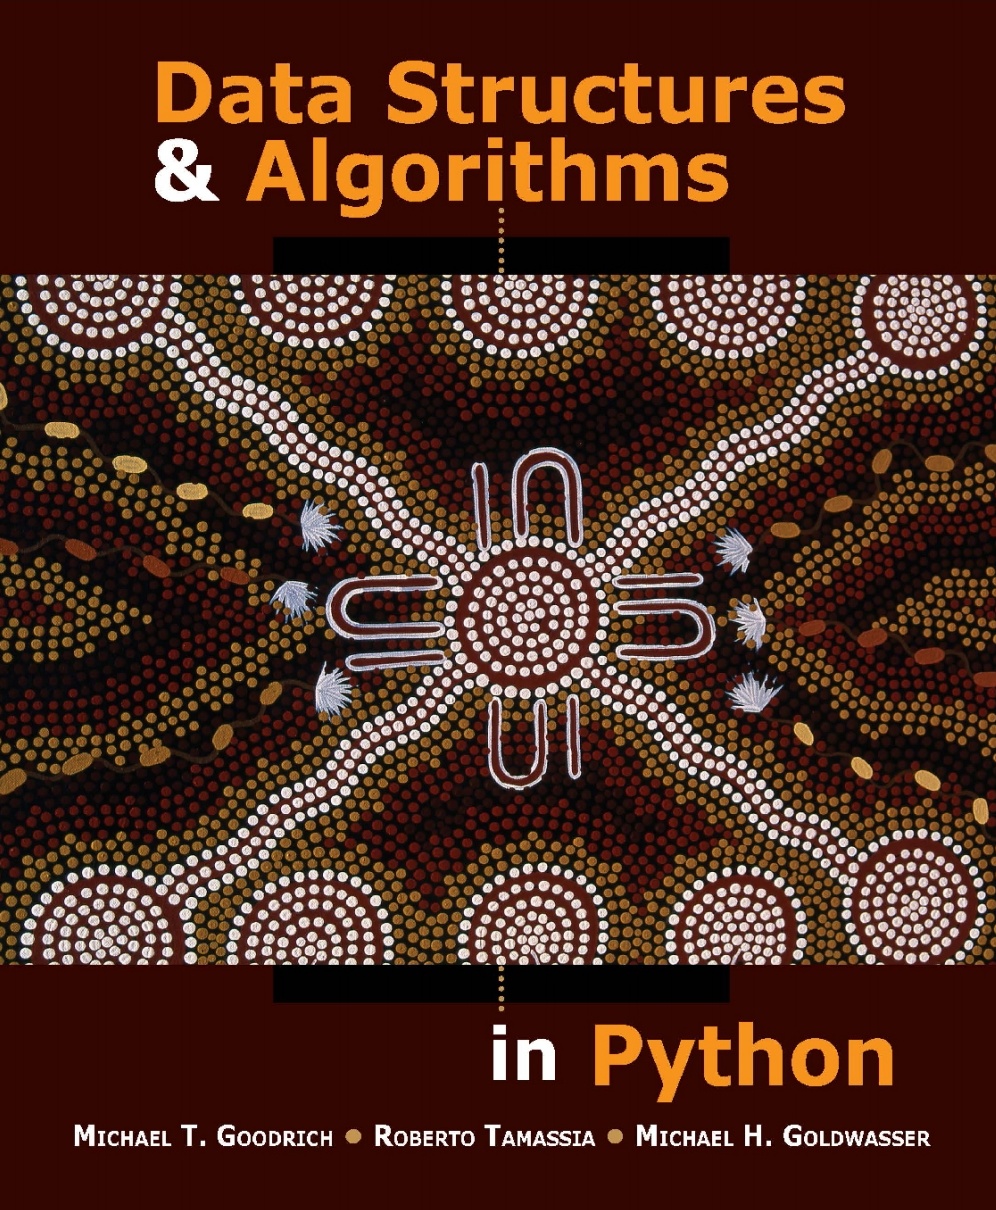 Data Structures
& Algorithms
in Python
Michael T. Goodrich ● Roberto Tamassia ● Michael H. Goldwasser